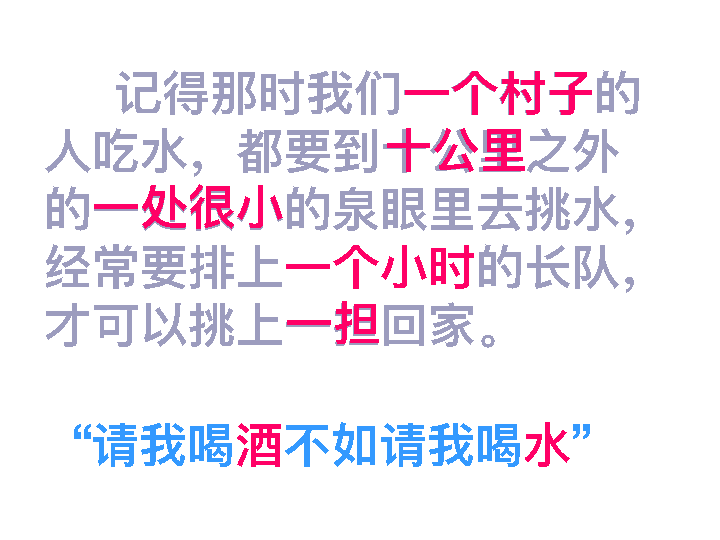 记得那时我们一个村子的
人吃水，都要到十公里之外
的一处很小的泉眼里去挑水，
经常要排上一个小时的长队，
才可以挑上一担回家。
“请我喝酒不如请我喝水”